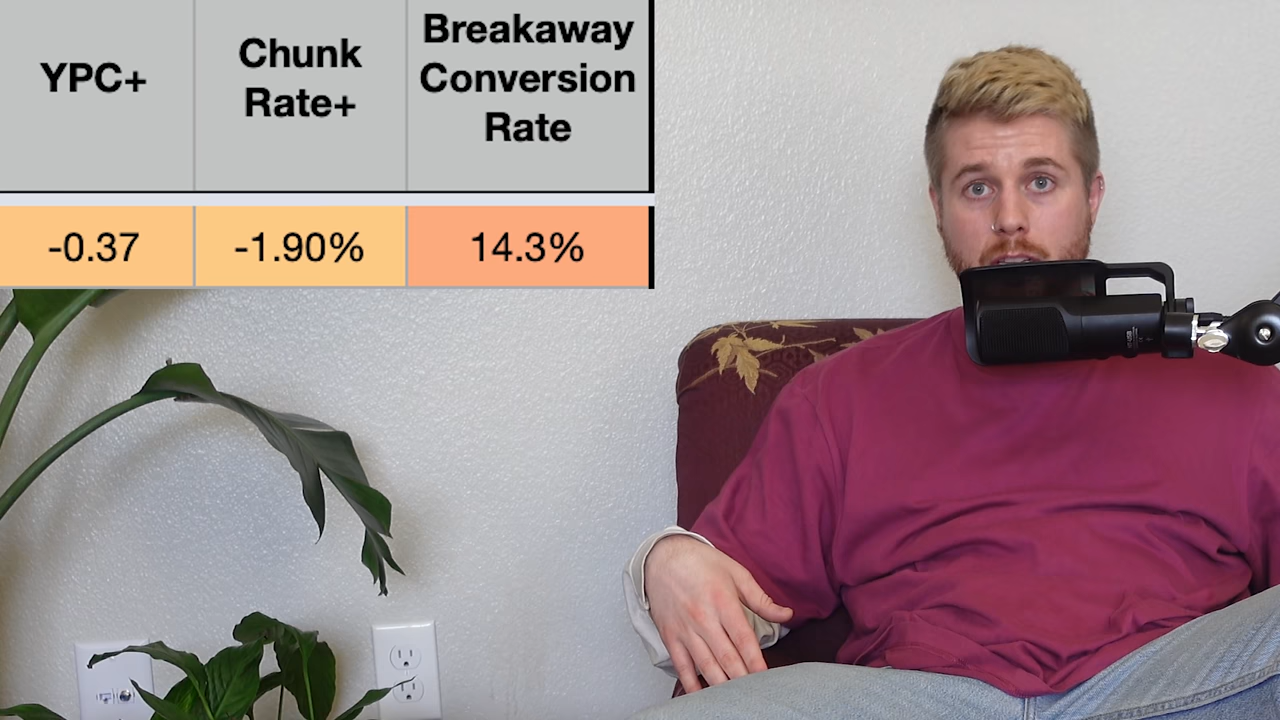 YPC+
Chunk
Rate+
Breakaway
Conversion
Rate
-0.37
-1.90%
14.3%